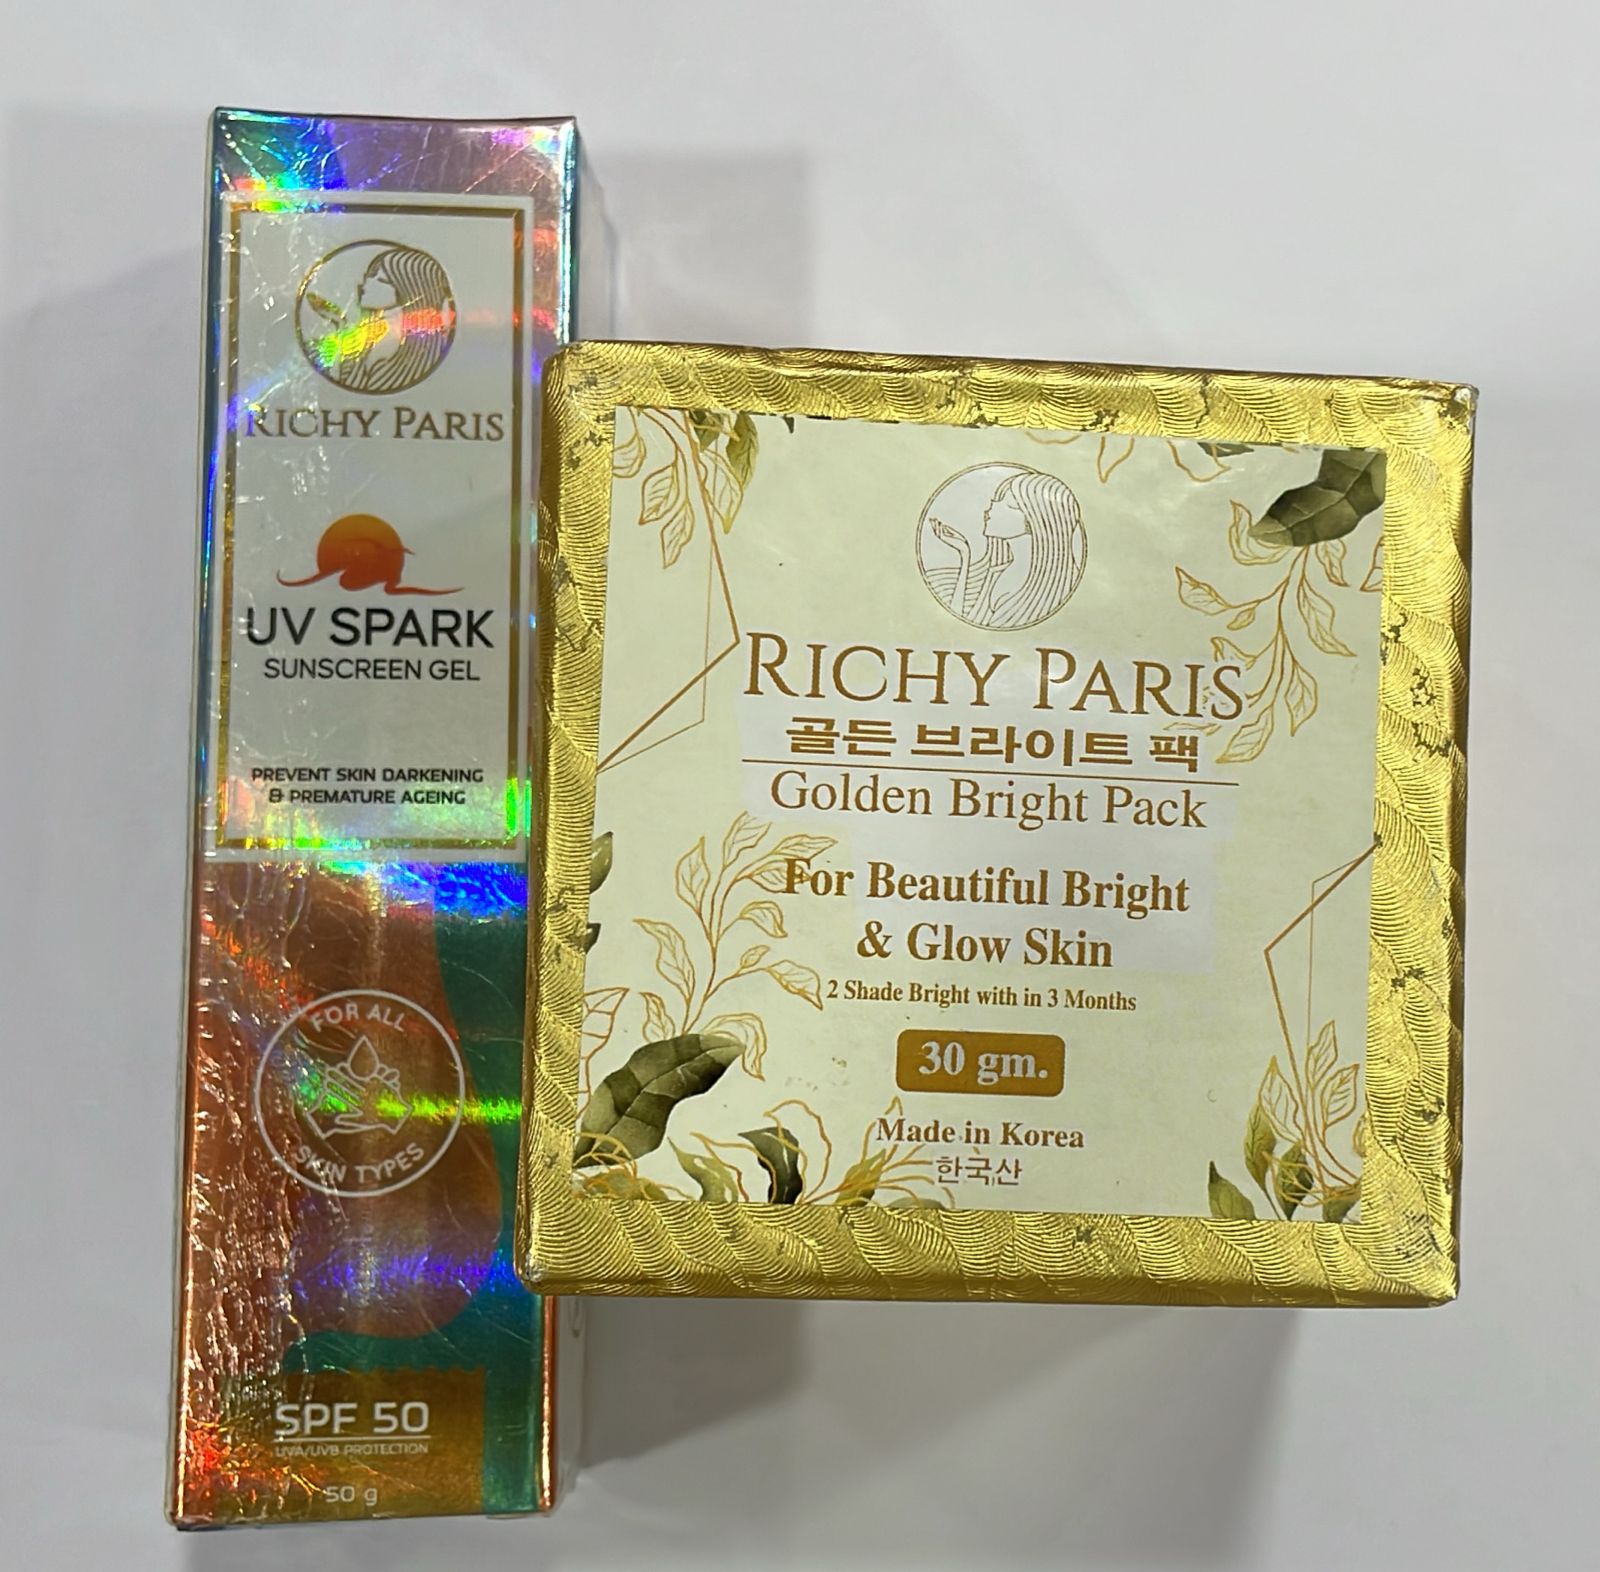 RICHY PARIS
UV SPARK
SUNSCREEN GEL
PREVENT SKIN DARKENING
& PREMATURE AGEING
FOR ALL
SKIN TYPES
SPF 50
UVA/UVB PROTECTION
50 g
RICHY PARIS
골든 브라이트 팩
Golden Bright Pack
For Beautiful Bright
& Glow Skin
2 Shade Bright with in 3 Months
30 gm.
Made in Korea
한국산